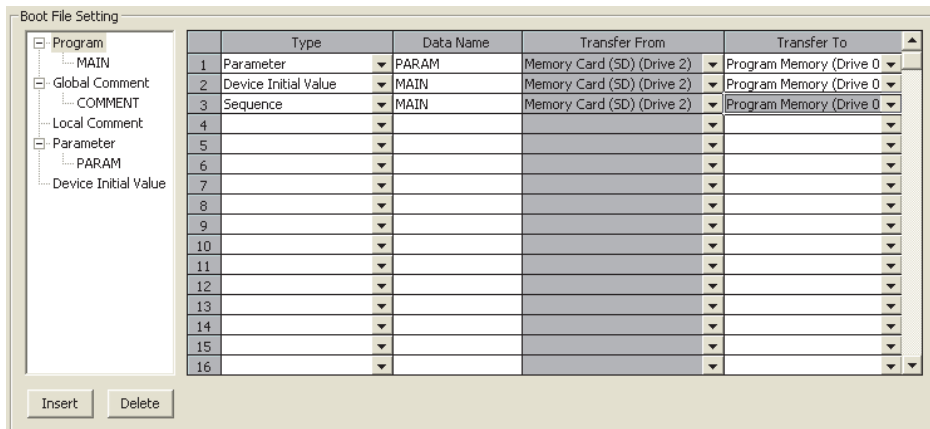 Boot File Setting
Program
MAIN
Global Comment
COMMENT
Local Comment
Parameter
PARAM
Device Initial Value
Type Data Name Transfer From Transfer To
1 Parameter PARAM Memory Card (SD) (Drive 2) Program Memory (Drive 0
2 Device Initial Value MAIN Memory Card (SD) (Drive 2) Program Memory (Drive 0
3 Sequence MAIN Memory Card (SD) (Drive 2) Program Memory (Drive 0
4
5
6
7
8
9
10
11
12
13
14
15
16
Insert Delete